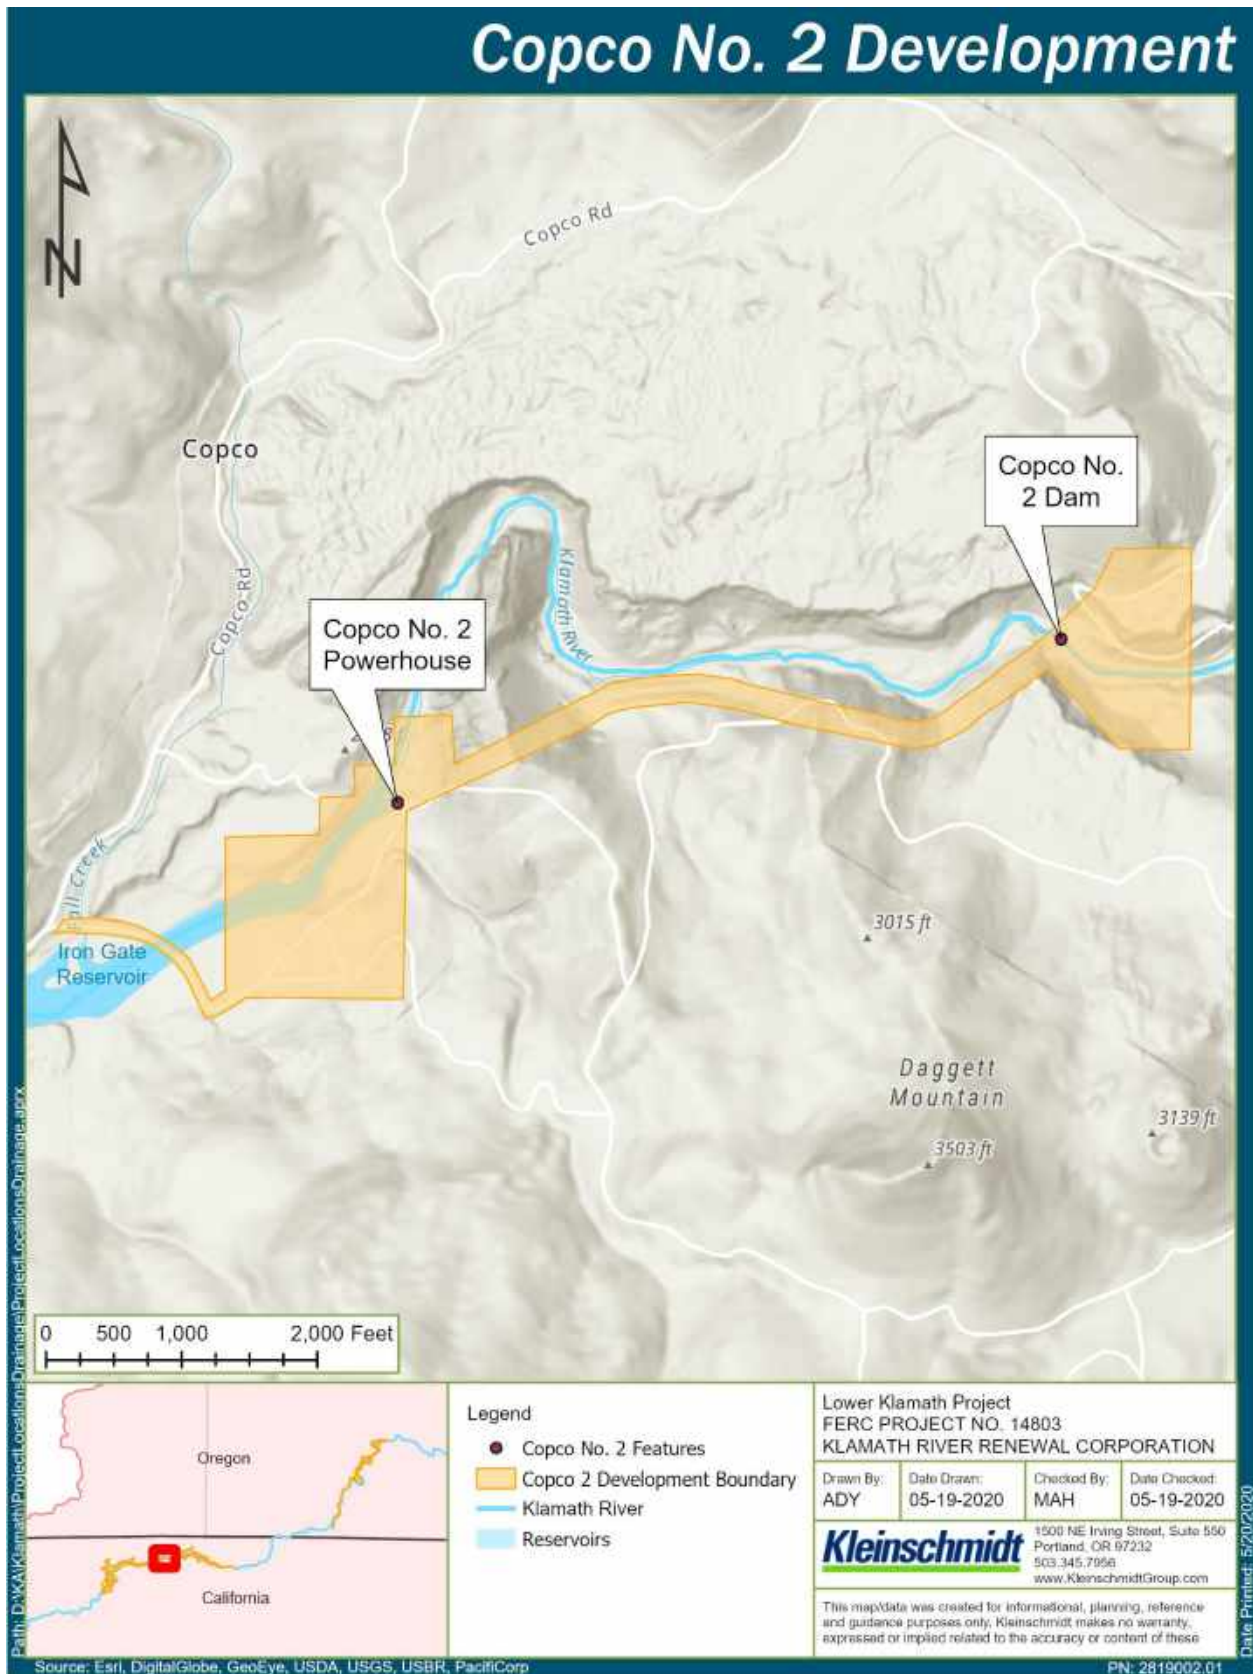 Copco No. 2 Development
N
Copco Rd
Copco
Copco No.
2 Dam
Copco Rd
Klamath River
Copco No. 2
Powerhouse
Fall Creek
Iron Gate
Reservoir
3015 ft
Daggett
Mountain
3139 ft
3503 ft
0 500 1,000 2,000 Feet
Oregon
California
Legend
Copco No. 2 Features
Copco 2 Development Boundary
Klamath River
Reservoirs
Lower Klamath Project
FERC PROJECT NO. 14803
KLAMATH RIVER RENEWAL CORPORATION
Drawn By:
ADY
Date Drawn:
05-19-2020
Checked By:
MAH
Date Checked:
05-19-2020
Kleinschmidt
1500 NE Irving Street, Suite 550
Portland, OR 97232
503.345.7956
www.KleinschmidtGroup.com
This map/data was created for informational, planning, reference
and guidance purposes only. Kleinschmidt makes no warranty,
expressed or implied related to the accuracy or content of these
Path: D:\KA\Klamath\ProjectLocationsDrainage\ProjectLocationsDrainage.aprx
Date Printed: 5/20/2020
Source: Esri, DigitalGlobe, GeoEye, USDA, USGS, USBR, PacifiCorp
PN: 2819002.01